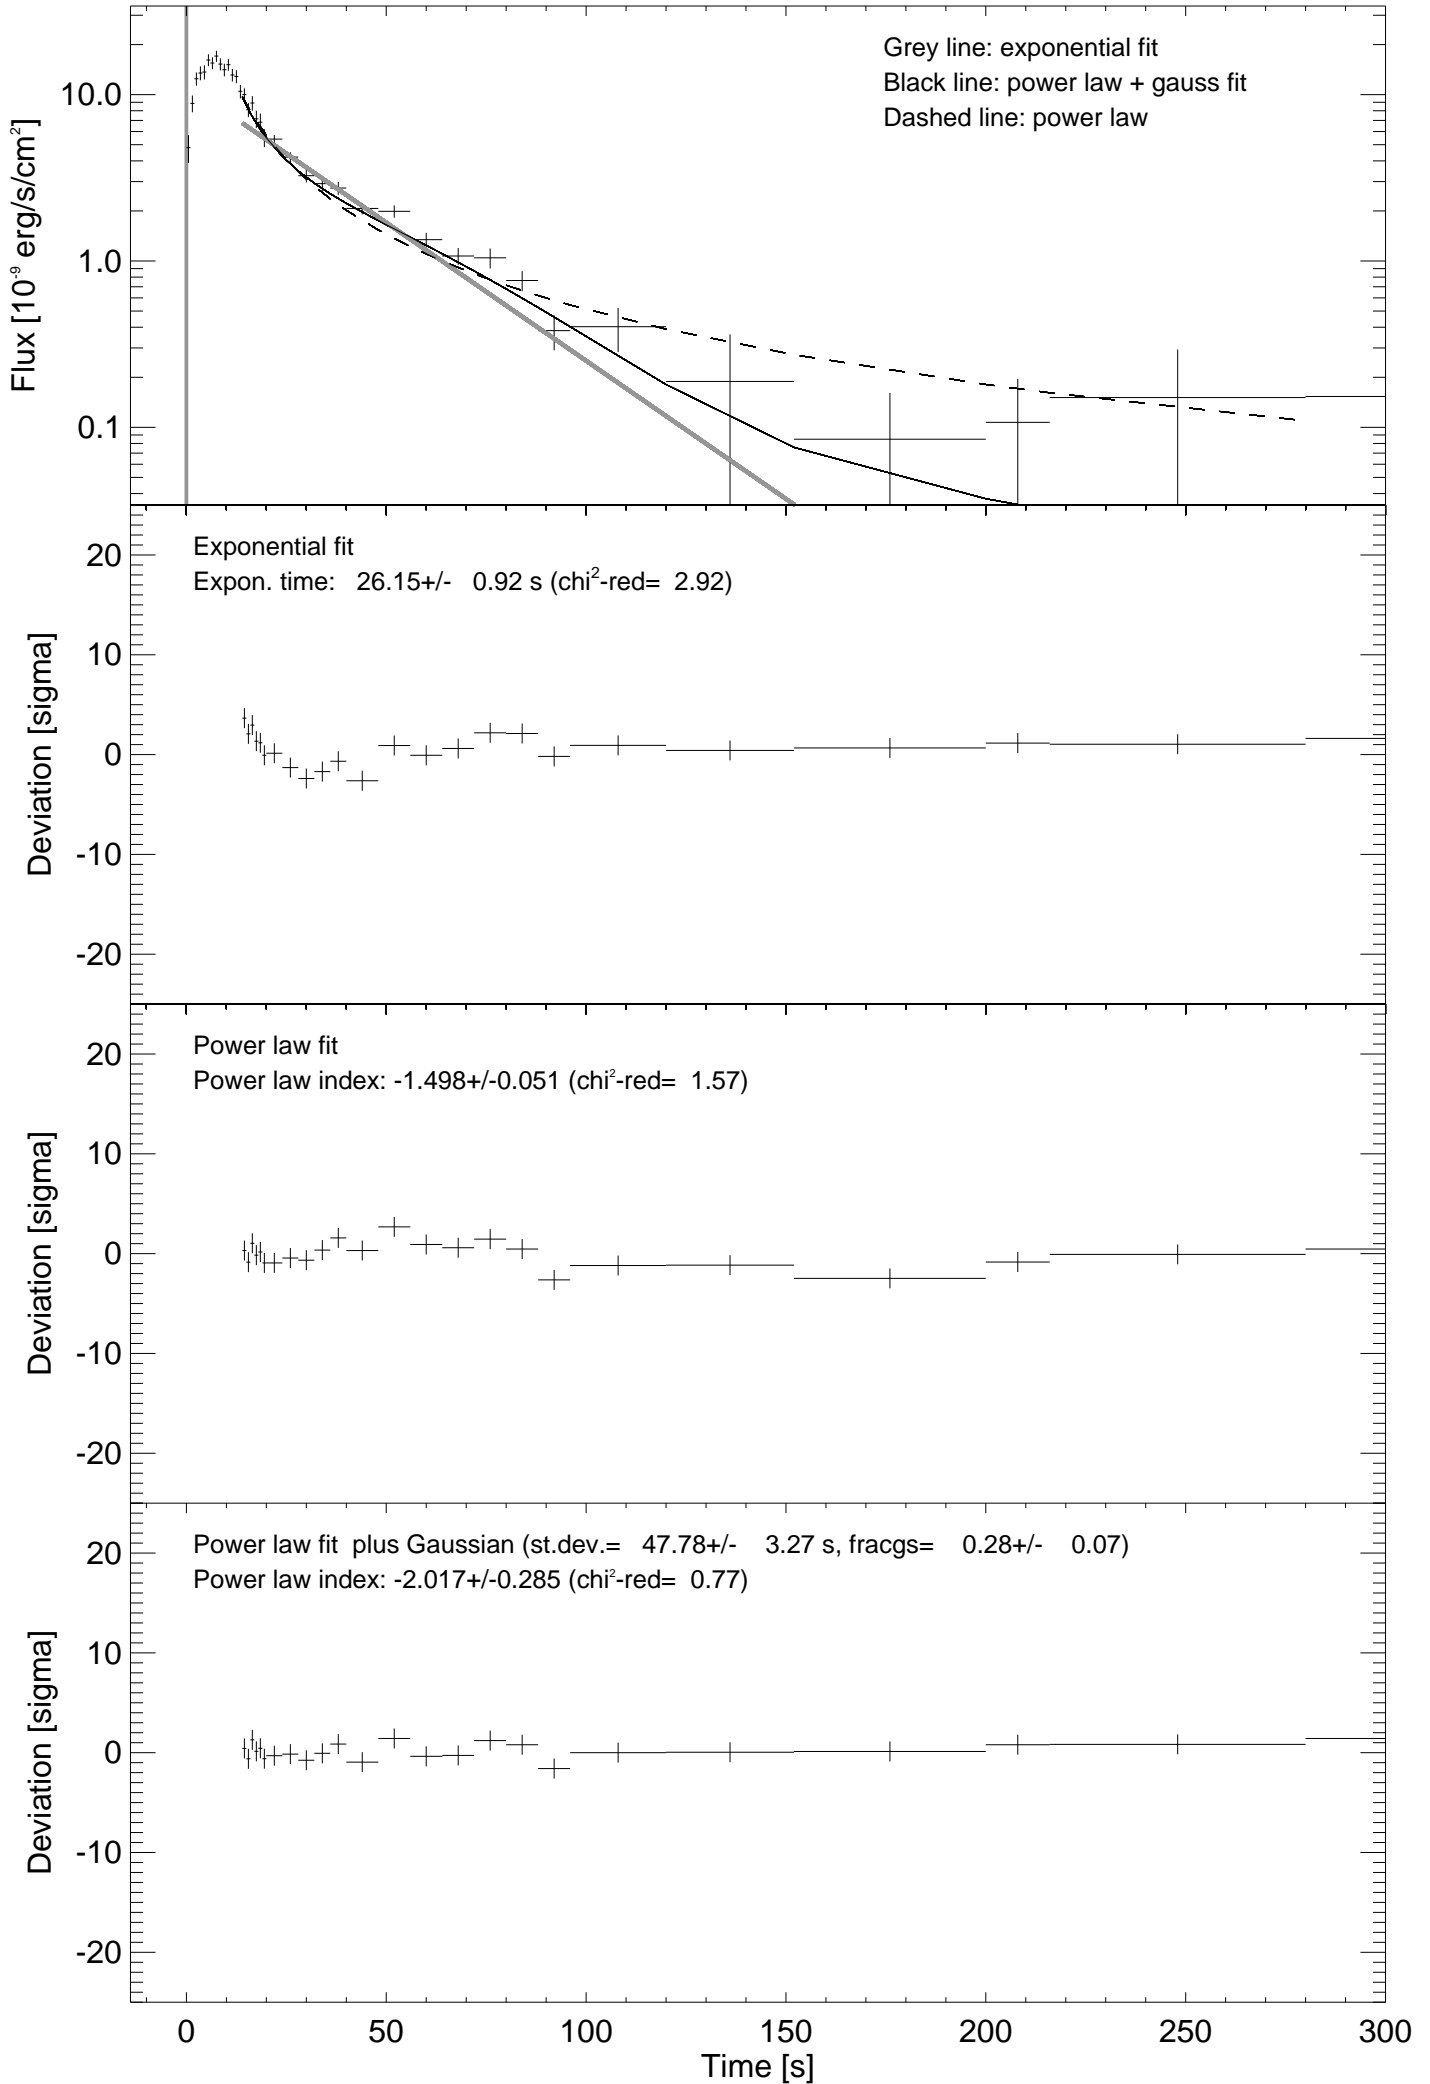 Grey line: exponential fit
Black line: power law + gauss fit
Dashed line: power law
Flux [10⁻⁹ erg/s/cm²]
10.0
1.0
0.1
Exponential fit
Expon. time: 26.15+/- 0.92 s (chi²-red= 2.92)
Deviation [sigma]
20
10
0
-10
-20
Power law fit
Power law index: -1.498+/-0.051 (chi²-red= 1.57)
Deviation [sigma]
20
10
0
-10
-20
Power law fit plus Gaussian (st.dev.= 47.78+/- 3.27 s, fracgs= 0.28+/- 0.07)
Power law index: -2.017+/-0.285 (chi²-red= 0.77)
Deviation [sigma]
20
10
0
-10
-20
0 50 100 150 200 250 300
Time [s]